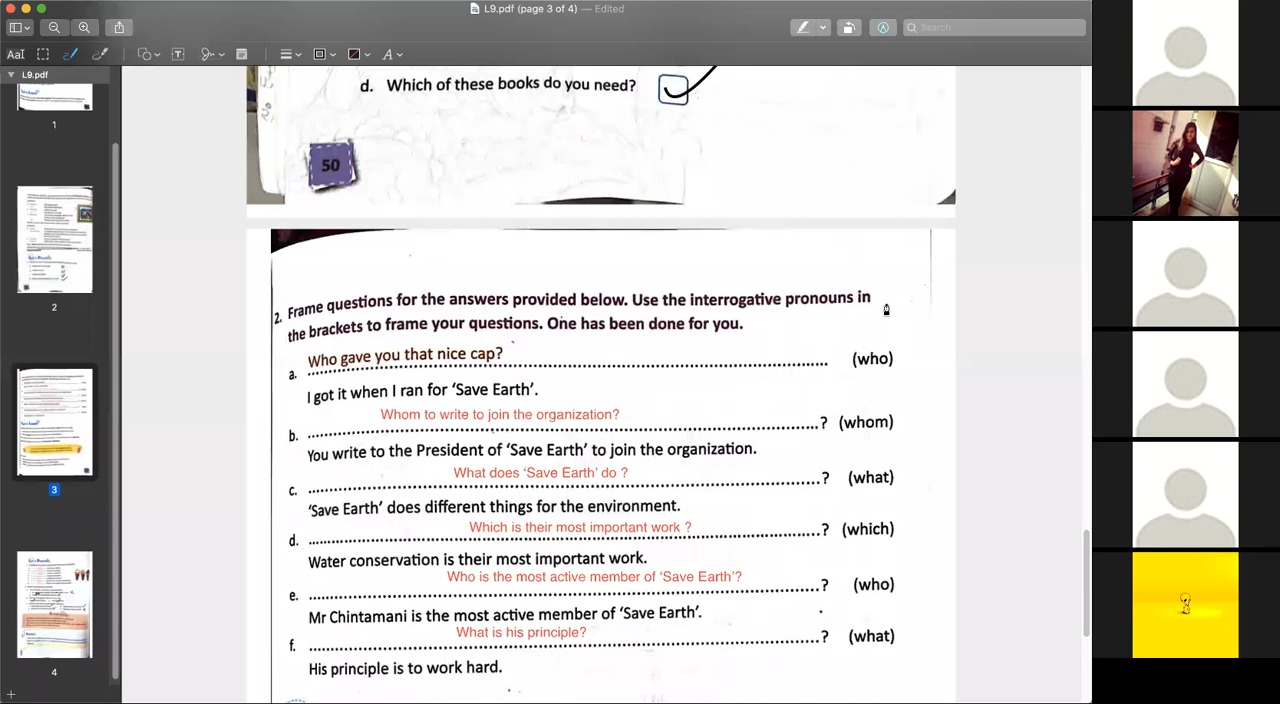 L9.pdf (page 3 of 4) — Edited
Search
L9.pdf
1
2
3
4
d. Which of these books do you need?
50
2. Frame questions for the answers provided below. Use the interrogative pronouns in
the brackets to frame your questions. One has been done for you.
a. Who gave you that nice cap? (who)
I got it when I ran for ‘Save Earth’.
Whom to write to join the organization?
b. ? (whom)
You write to the President of ‘Save Earth’ to join the organization.
What does ‘Save Earth’ do ?
c. ? (what)
‘Save Earth’ does different things for the environment.
Which is their most important work ?
d. ? (which)
Water conservation is their most important work.
Who is the most active member of ‘Save Earth’?
e. ? (who)
Mr Chintamani is the most active member of ‘Save Earth’.
What is his principle?
f. ? (what)
His principle is to work hard.